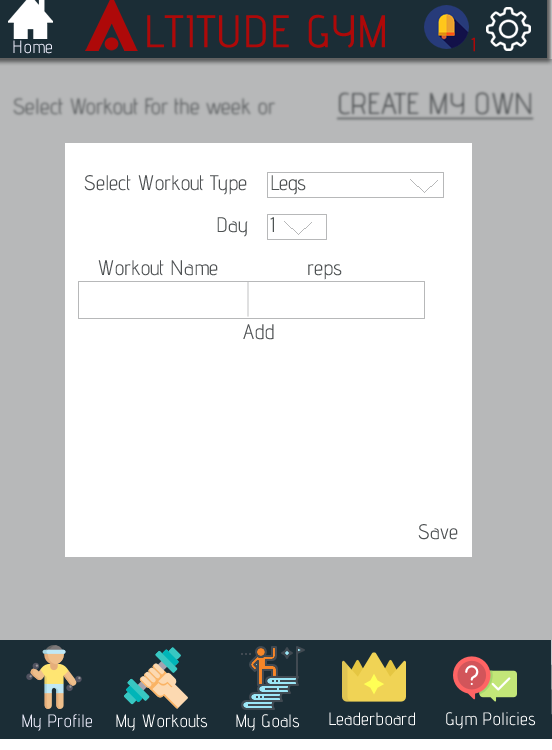 Home
ALTITUDE GYM
1
Select Workout For the week or
CREATE MY OWN
Select Workout Type Legs
Day 1
Workout Name reps
Add
Save
My Profile My Workouts My Goals Leaderboard Gym Policies
?